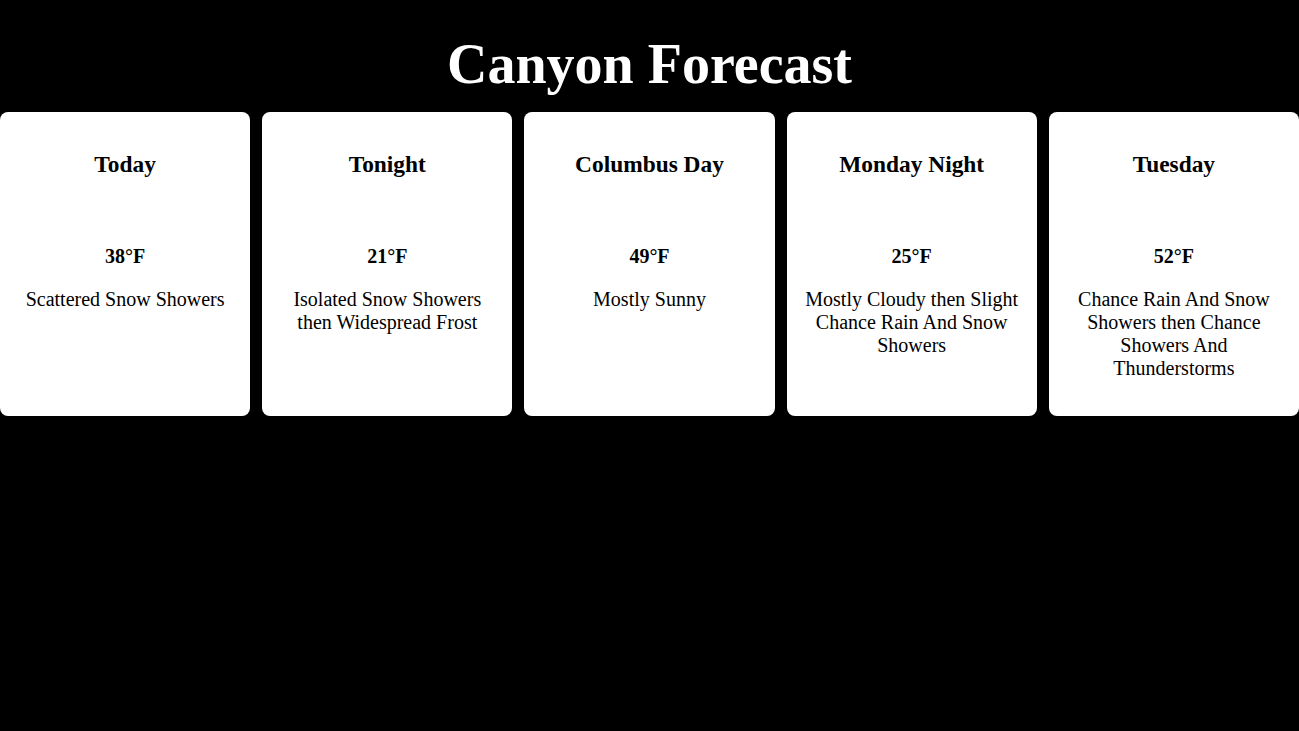 Canyon Forecast
Today
38°F
Scattered Snow Showers
Tonight
21°F
Isolated Snow Showers
then Widespread Frost
Columbus Day
49°F
Mostly Sunny
Monday Night
25°F
Mostly Cloudy then Slight
Chance Rain And Snow
Showers
Tuesday
52°F
Chance Rain And Snow
Showers then Chance
Showers And
Thunderstorms